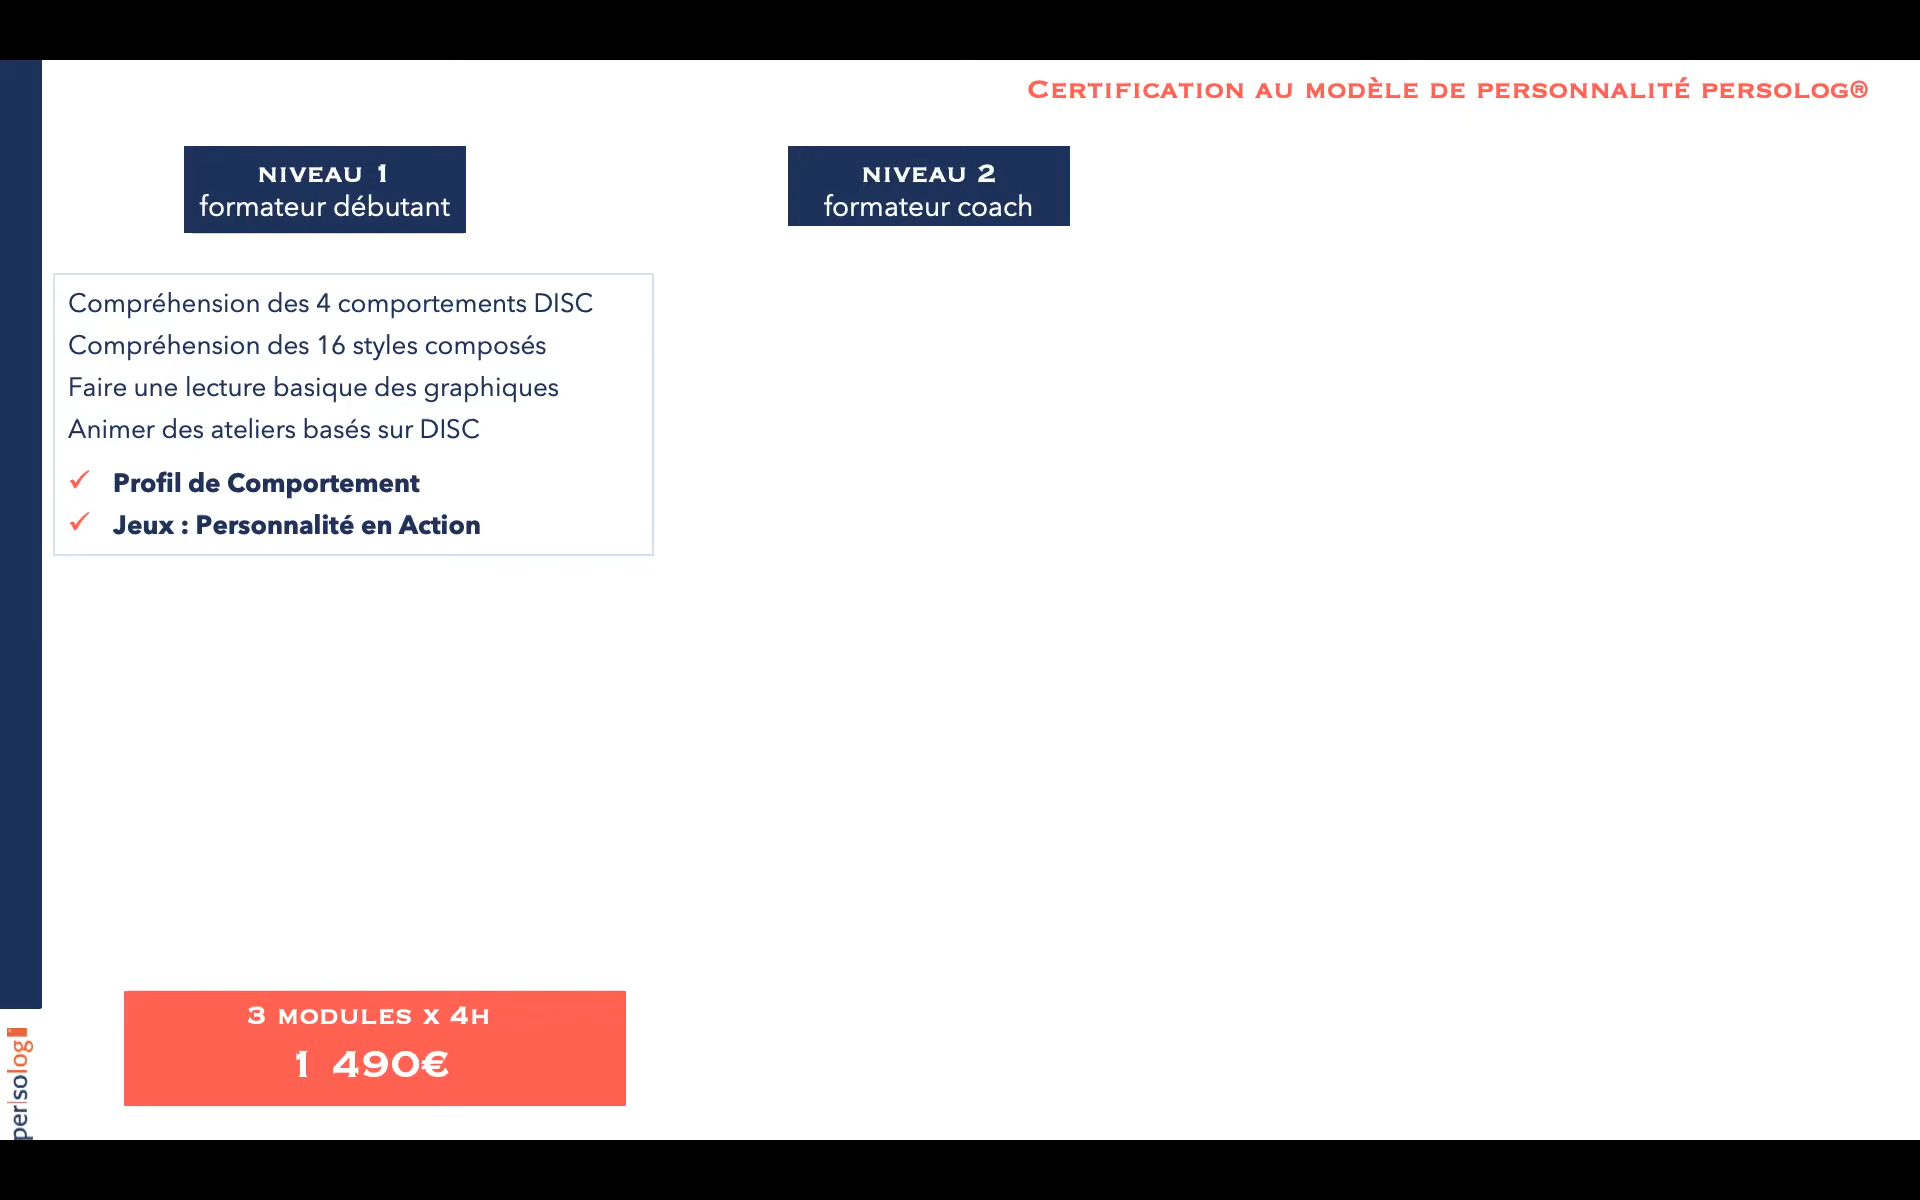 Certification au modèle de personnalité persolog®
niveau 1
formateur débutant
niveau 2
formateur coach
Compréhension des 4 comportements DISC
Compréhension des 16 styles composés
Faire une lecture basique des graphiques
Animer des ateliers basés sur DISC
✓ Profil de Comportement
✓ Jeux : Personnalité en Action
3 modules x 4h
1 490€
persolog